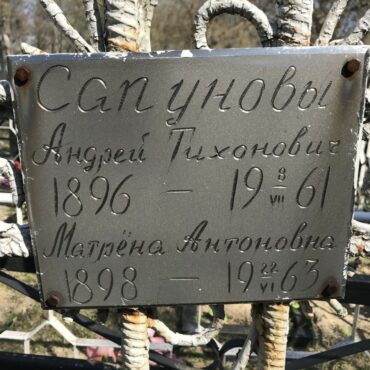 Сапуновы
Андрей Тихонович
1896 — 19 8/VII 61
Матрёна Антоновна
1898 — 19 22/VI 63